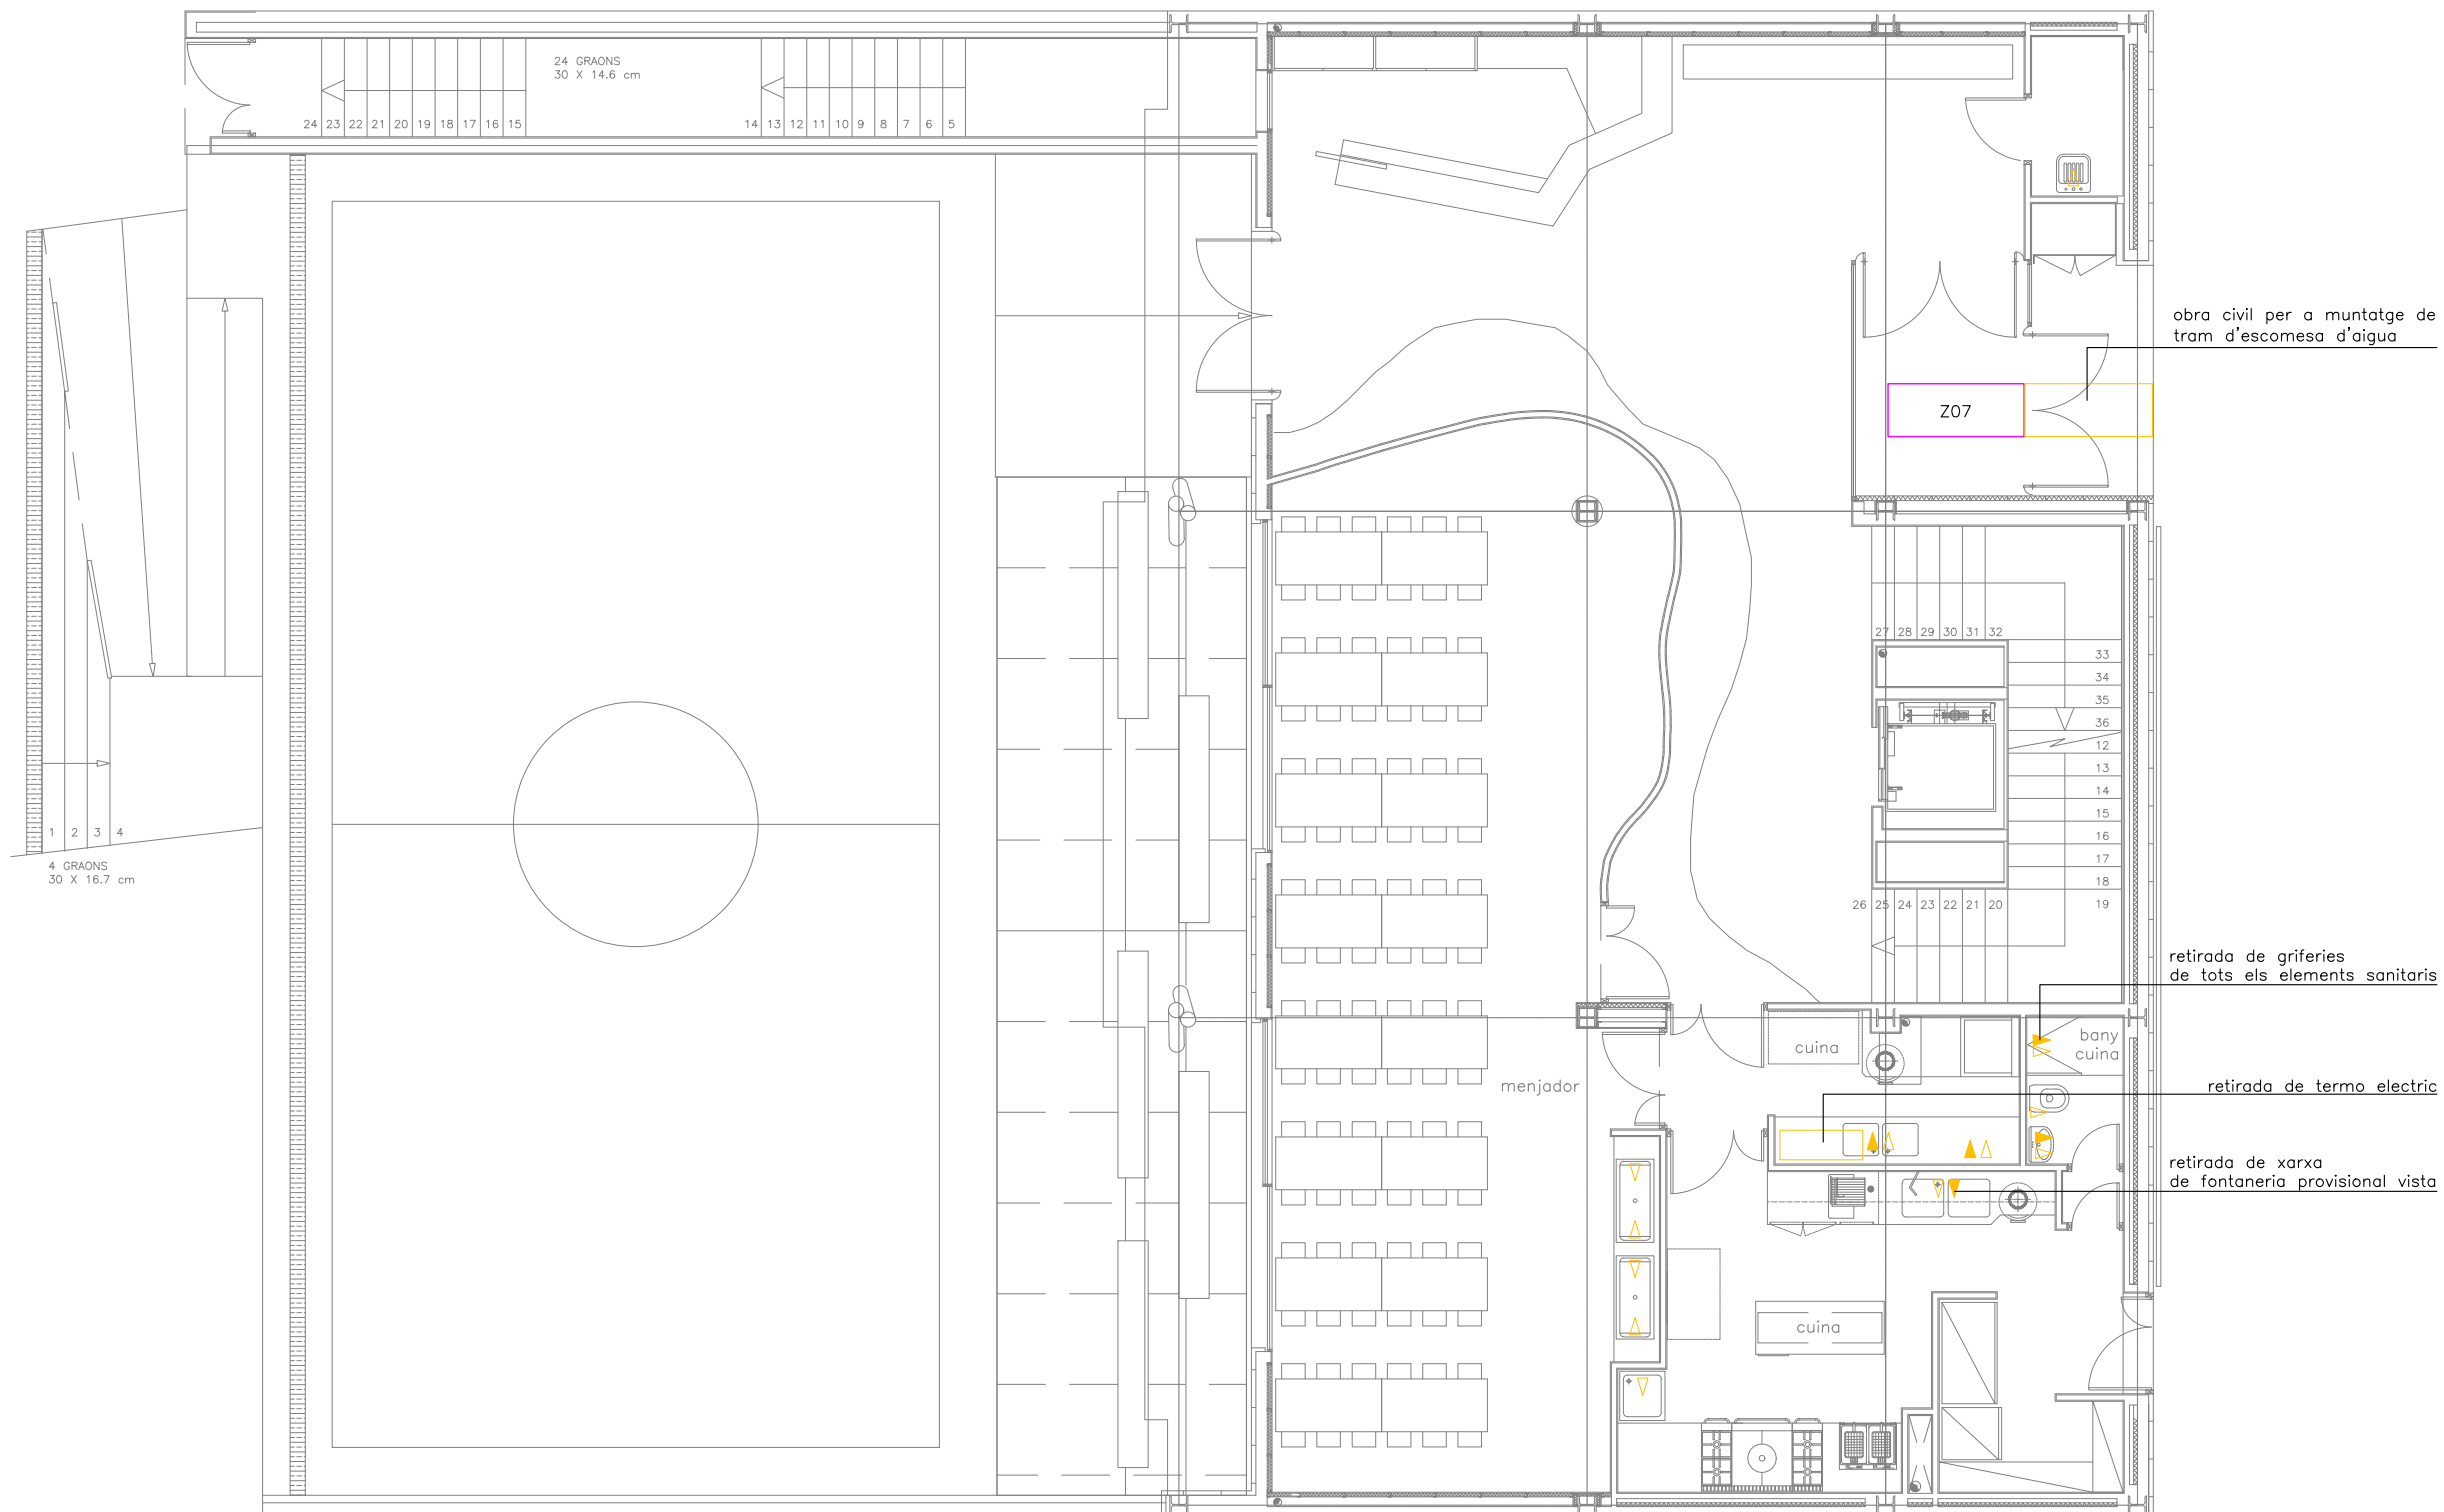 24 GRAONS
30 X 14.6 cm
24 23 22 21 20 19 18 17 16 15
14 13 12 11 10 9 8 7 6 5
obra civil per a muntatge de
tram d'escomesa d'aigua
Z07
27 28 29 30 31 32
33
34
35
36
12
13
14
15
16
17
18
19
26 25 24 23 22 21 20
1 2 3 4
4 GRAONS
30 X 16.7 cm
retirada de griferies
de tots els elements sanitaris
bany
cuina
cuina
menjador
retirada de termo electric
retirada de xarxa
de fontaneria provisional vista
cuina